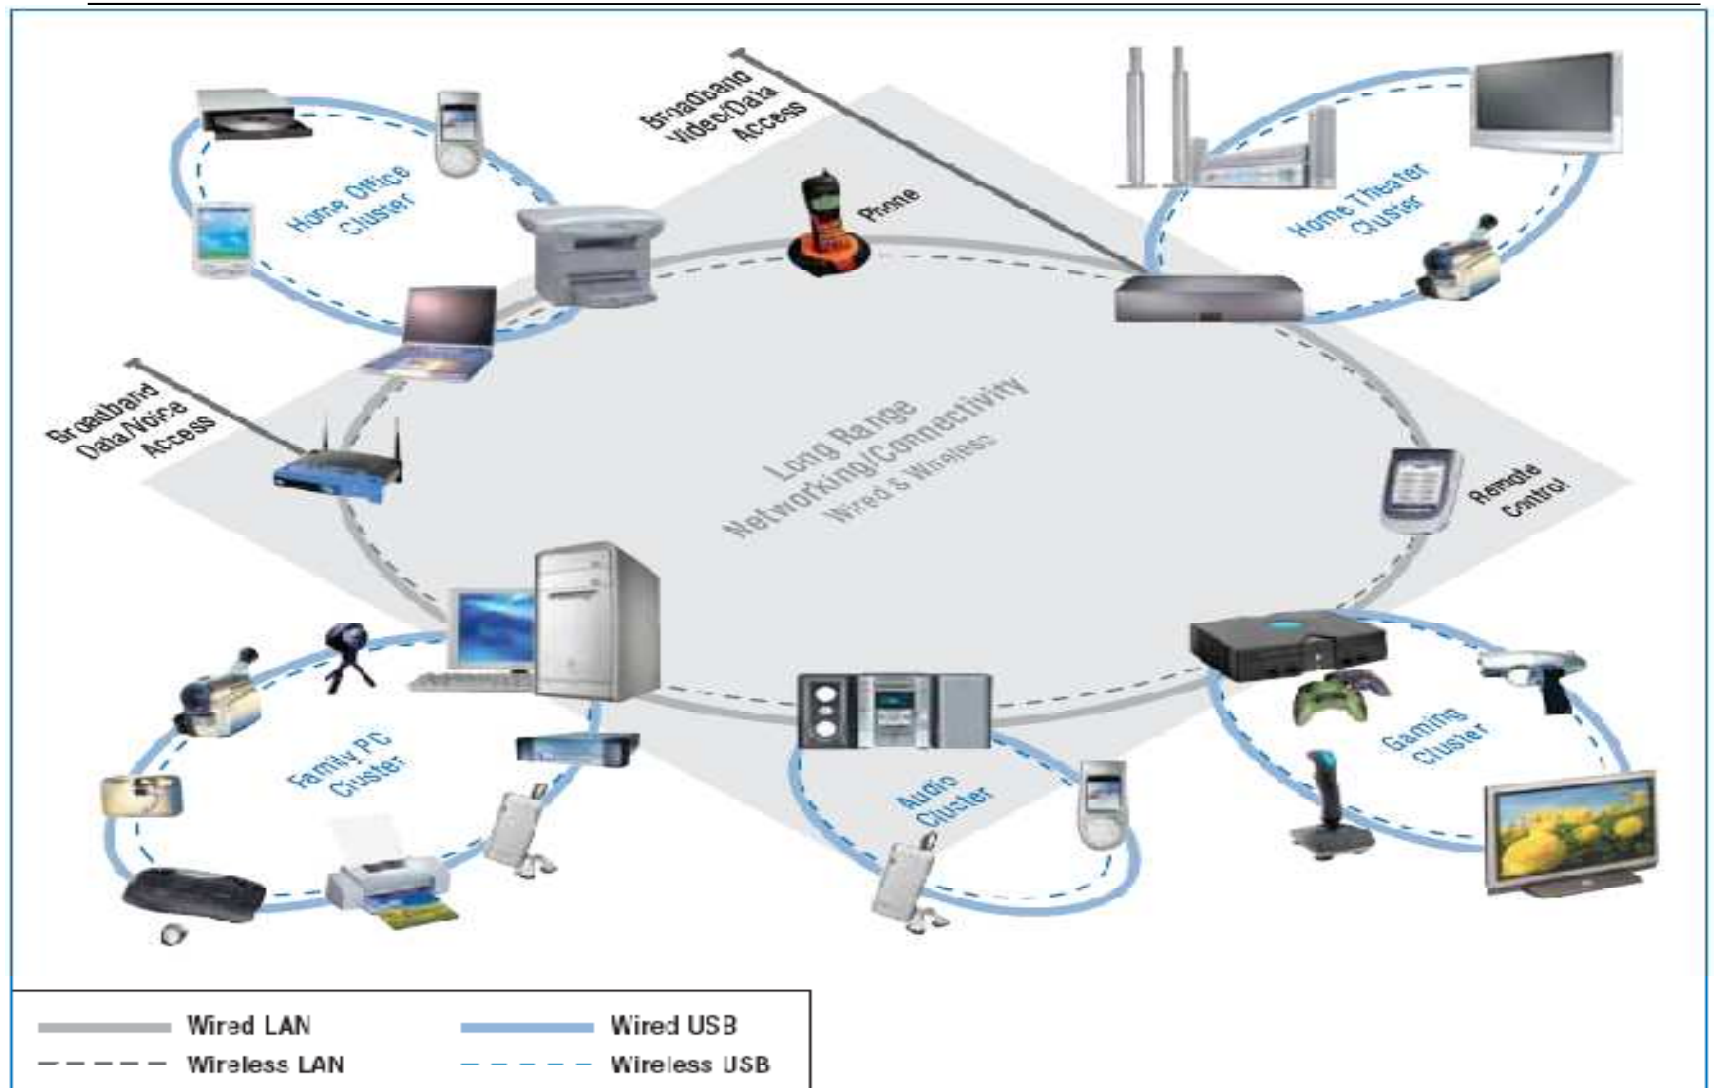 Broadband
Video/Data
Access
Phone
Home Office
Cluster
Home Theater
Cluster
Broadband
Data/Voice
Access
Long Range
Networking/Connectivity
Wired & Wireless
Remote
Control
Family PC
Cluster
Audio
Cluster
Gaming
Cluster
Wired LAN
Wired USB
Wireless LAN
Wireless USB